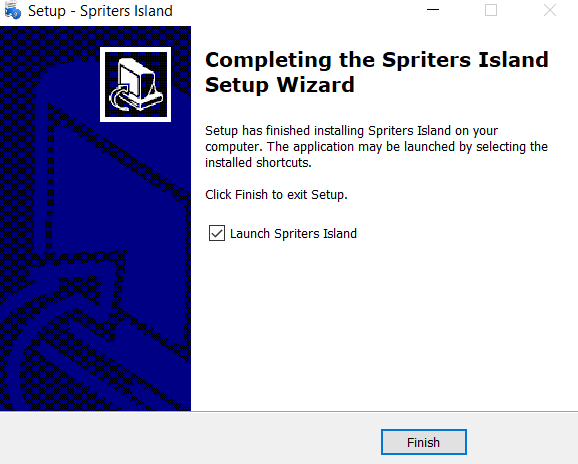 Setup - Spriters Island
Completing the Spriters Island
Setup Wizard
Setup has finished installing Spriters Island on your
computer. The application may be launched by selecting the
installed shortcuts.
Click Finish to exit Setup.
Launch Spriters Island
Finish